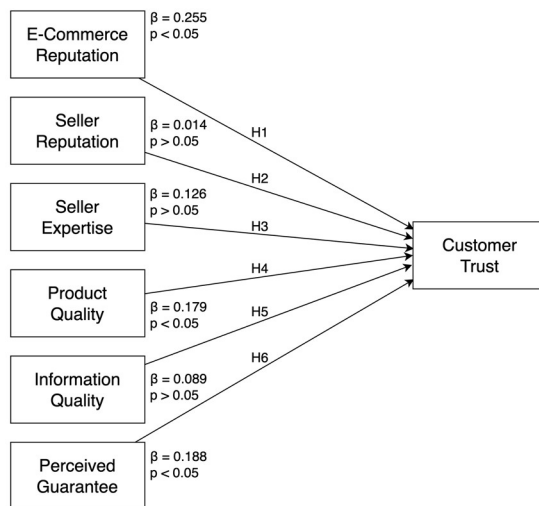 E-Commerce
Reputation
β = 0.255
p < 0.05
Seller
Reputation
β = 0.014
p > 0.05
H1
H2
Seller
Expertise
β = 0.126
p > 0.05
H3
Customer
Trust
H4
Product
Quality
β = 0.179
p < 0.05
H5
Information
Quality
β = 0.089
p > 0.05
H6
Perceived
Guarantee
β = 0.188
p < 0.05